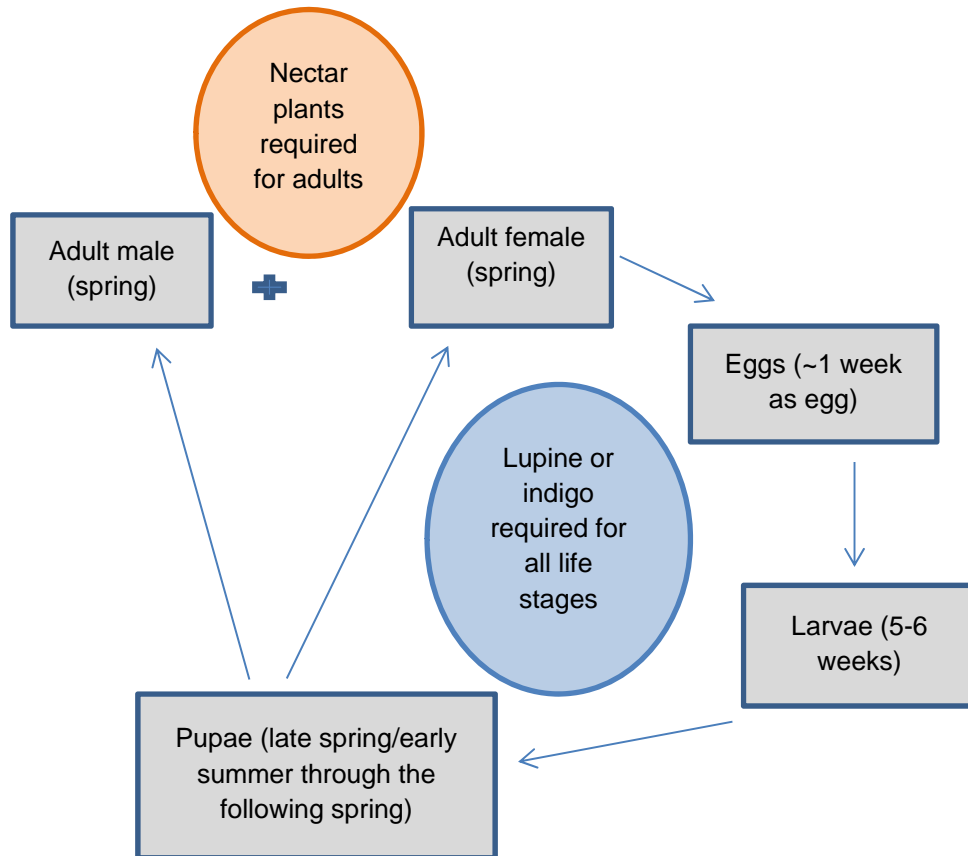 Nectar
plants
required
for adults
Adult male
(spring)
Adult female
(spring)
Eggs (~1 week
as egg)
Lupine or
indigo
required for
all life
stages
Larvae (5-6
weeks)
Pupae (late spring/early
summer through the
following spring)